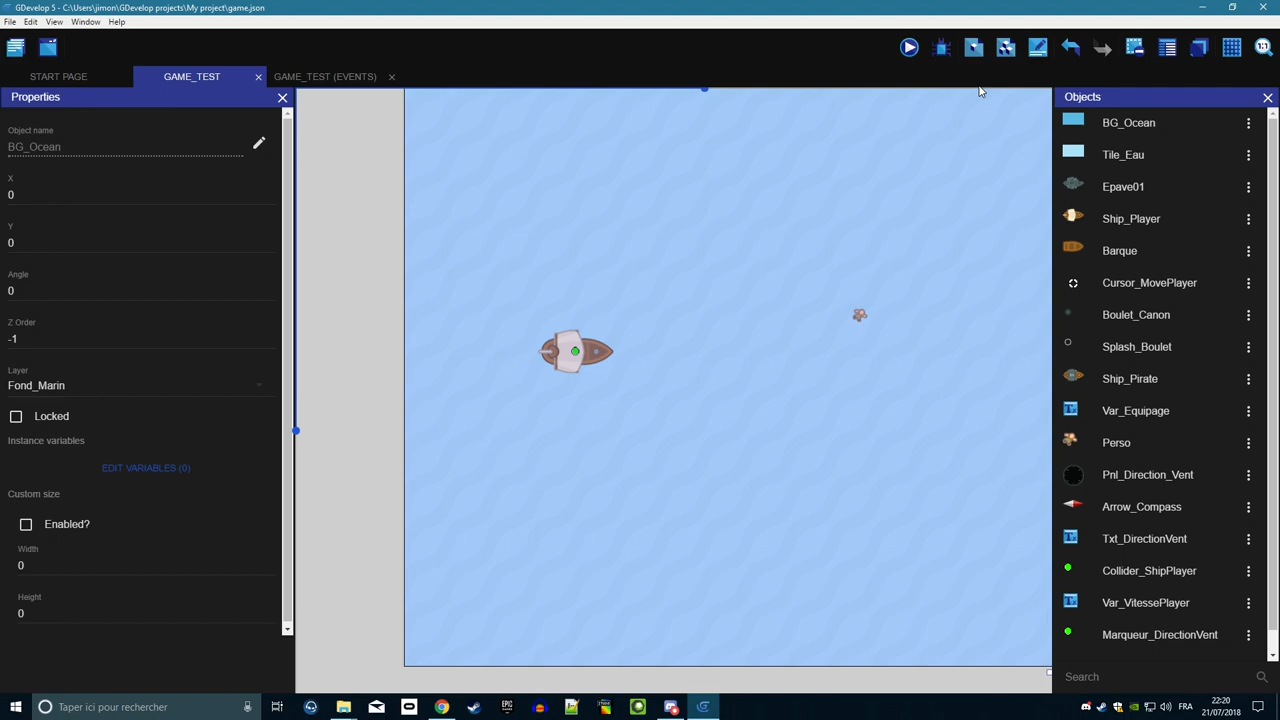 GDevelop 5 - C:\Users\jimon\GDevelop projects\My project\game.json
File Edit View Window Help
1:1
START PAGE GAME_TEST GAME_TEST (EVENTS)
Properties
Object name
BG_Ocean
X
0
Y
0
Angle
0
Z Order
-1
Layer
Fond_Marin
Locked
Instance variables
EDIT VARIABLES (0)
Custom size
Enabled?
Width
0
Height
0
Objects
BG_Ocean
Tile_Eau
Epave01
Ship_Player
Barque
Cursor_MovePlayer
Boulet_Canon
Splash_Boulet
Ship_Pirate
Var_Equipage
Perso
Pnl_Direction_Vent
Arrow_Compass
Txt_DirectionVent
Collider_ShipPlayer
Var_VitessePlayer
Marqueur_DirectionVent
Search
Taper ici pour rechercher
EPIC
FRA
22:20
21/07/2018